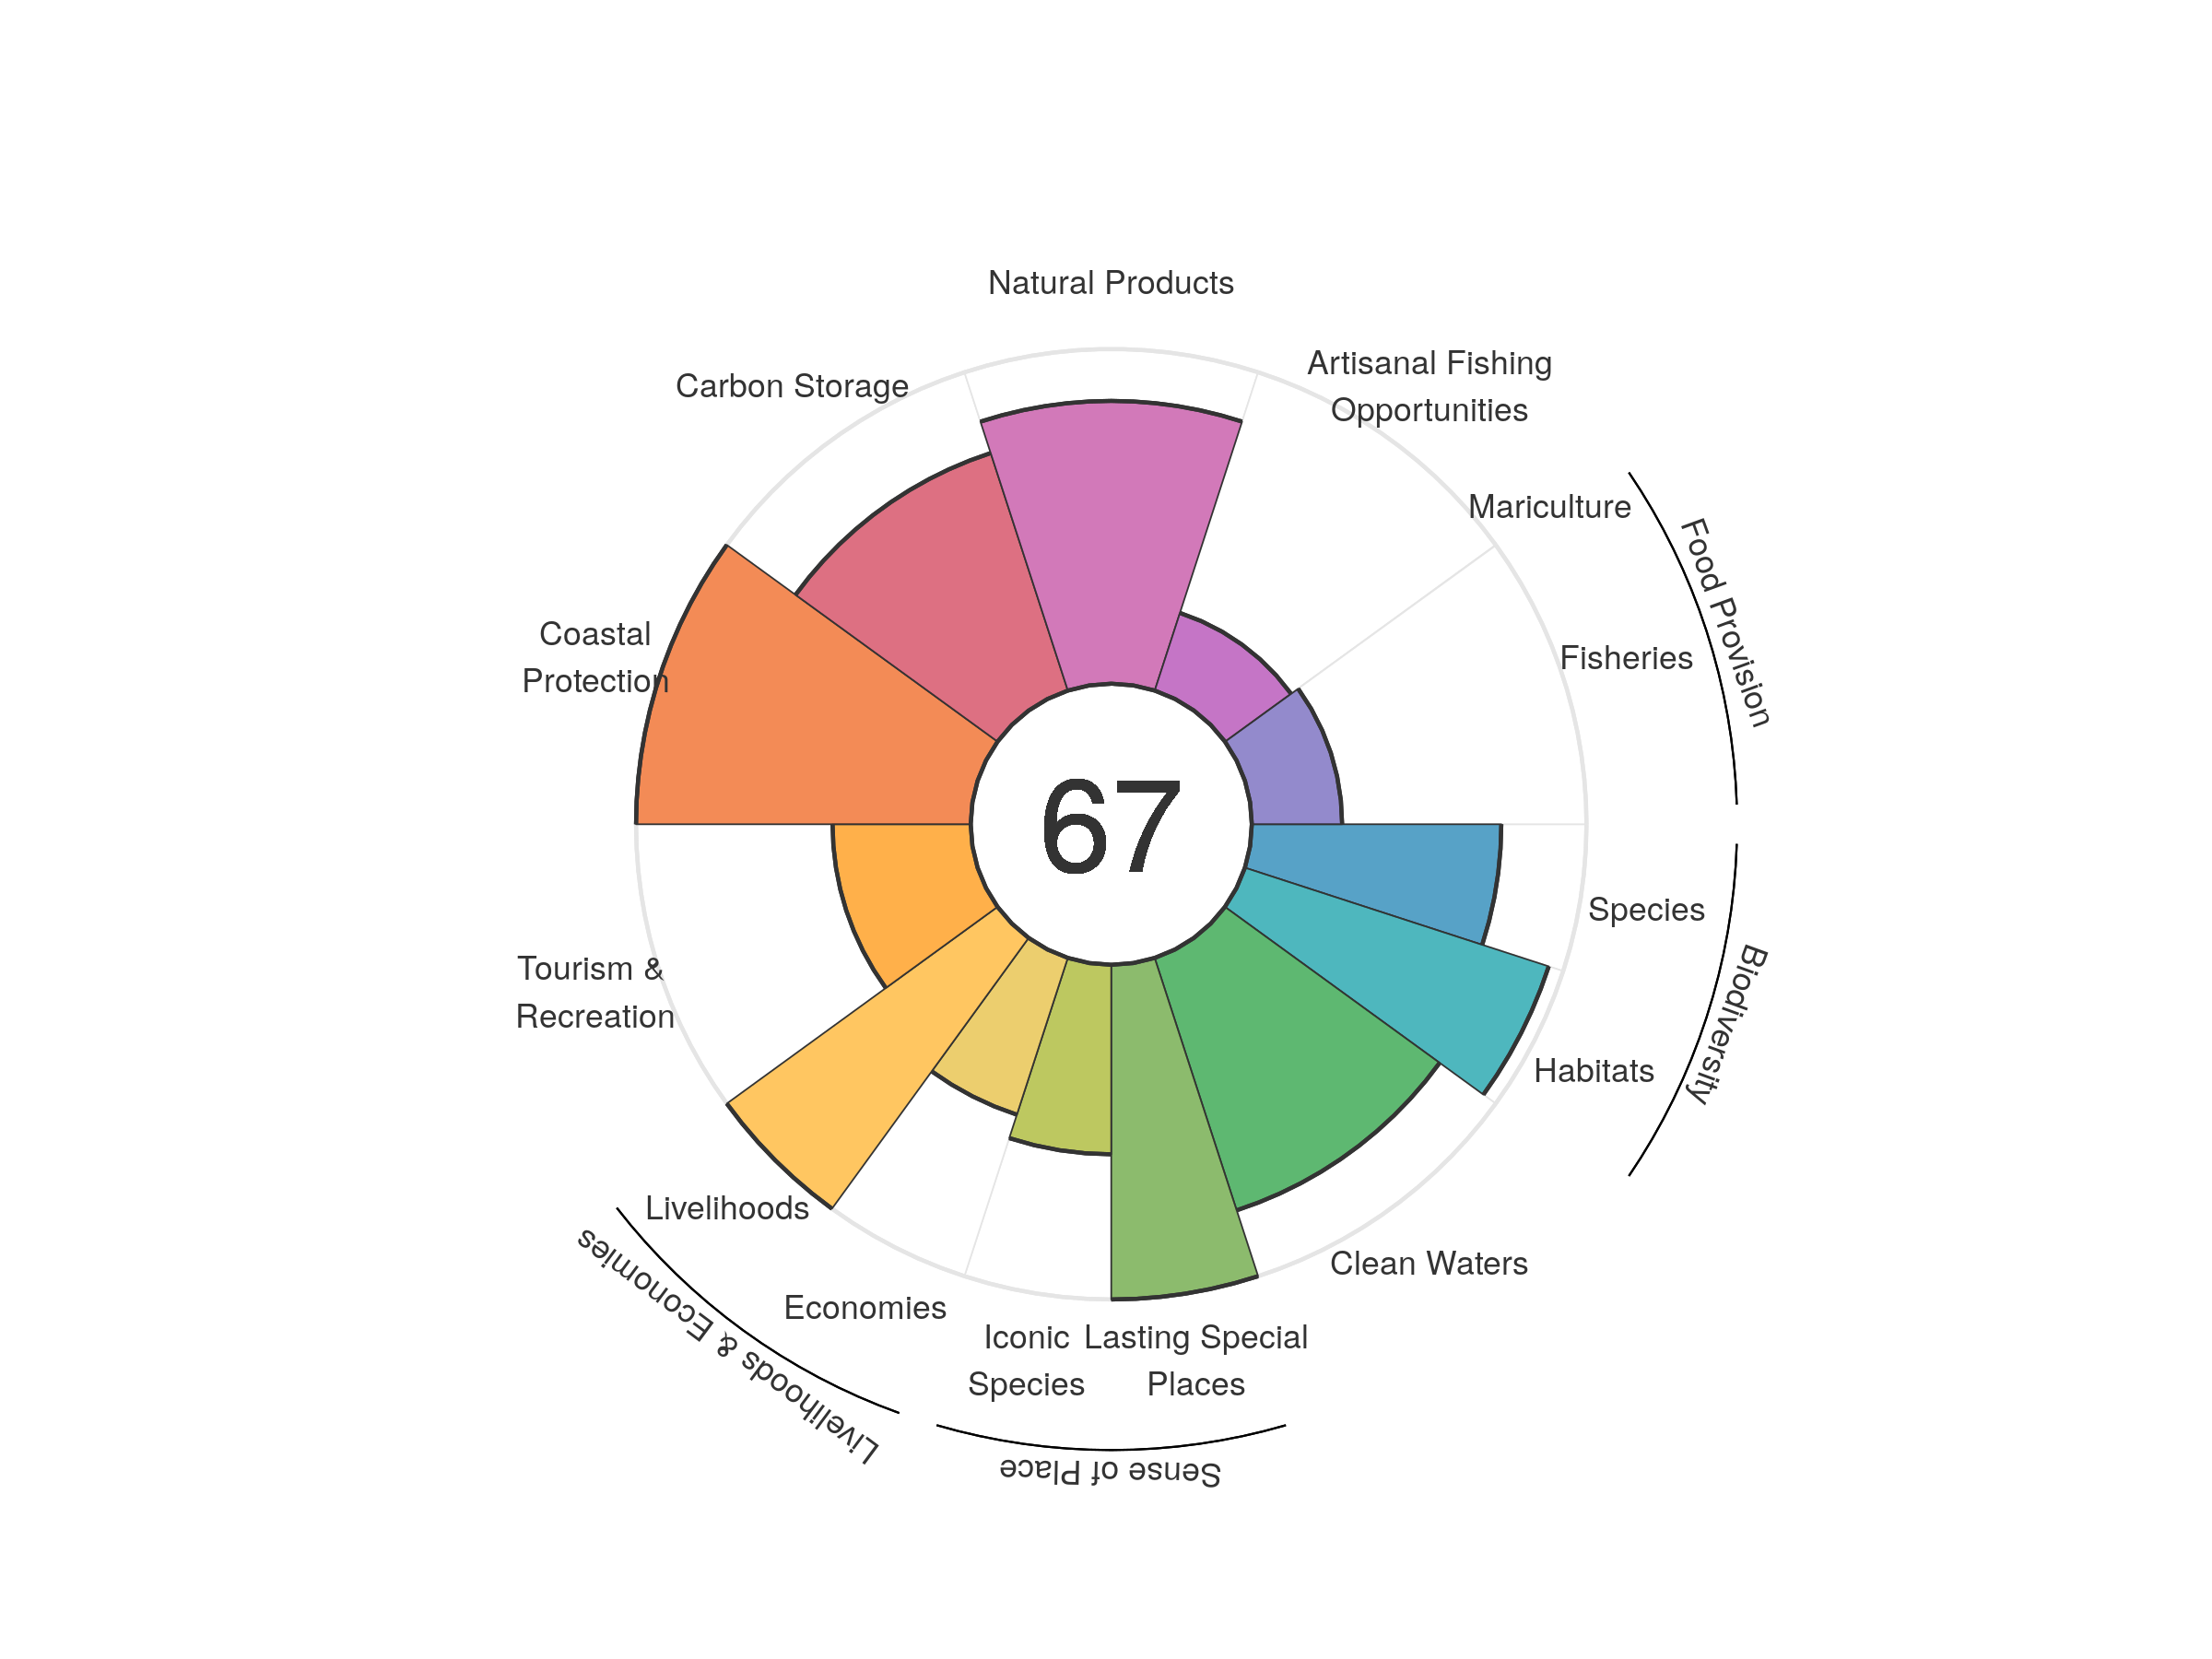 Natural Products
Artisanal Fishing
Opportunities
Carbon Storage
Mariculture
Food Provision
Coastal
Protection
Fisheries
67
Species
Biodiversity
Tourism &
Recreation
Habitats
Livelihoods
Clean Waters
Livelihoods & Economies
Economies
Iconic
Species
Lasting Special
Places
Sense of Place